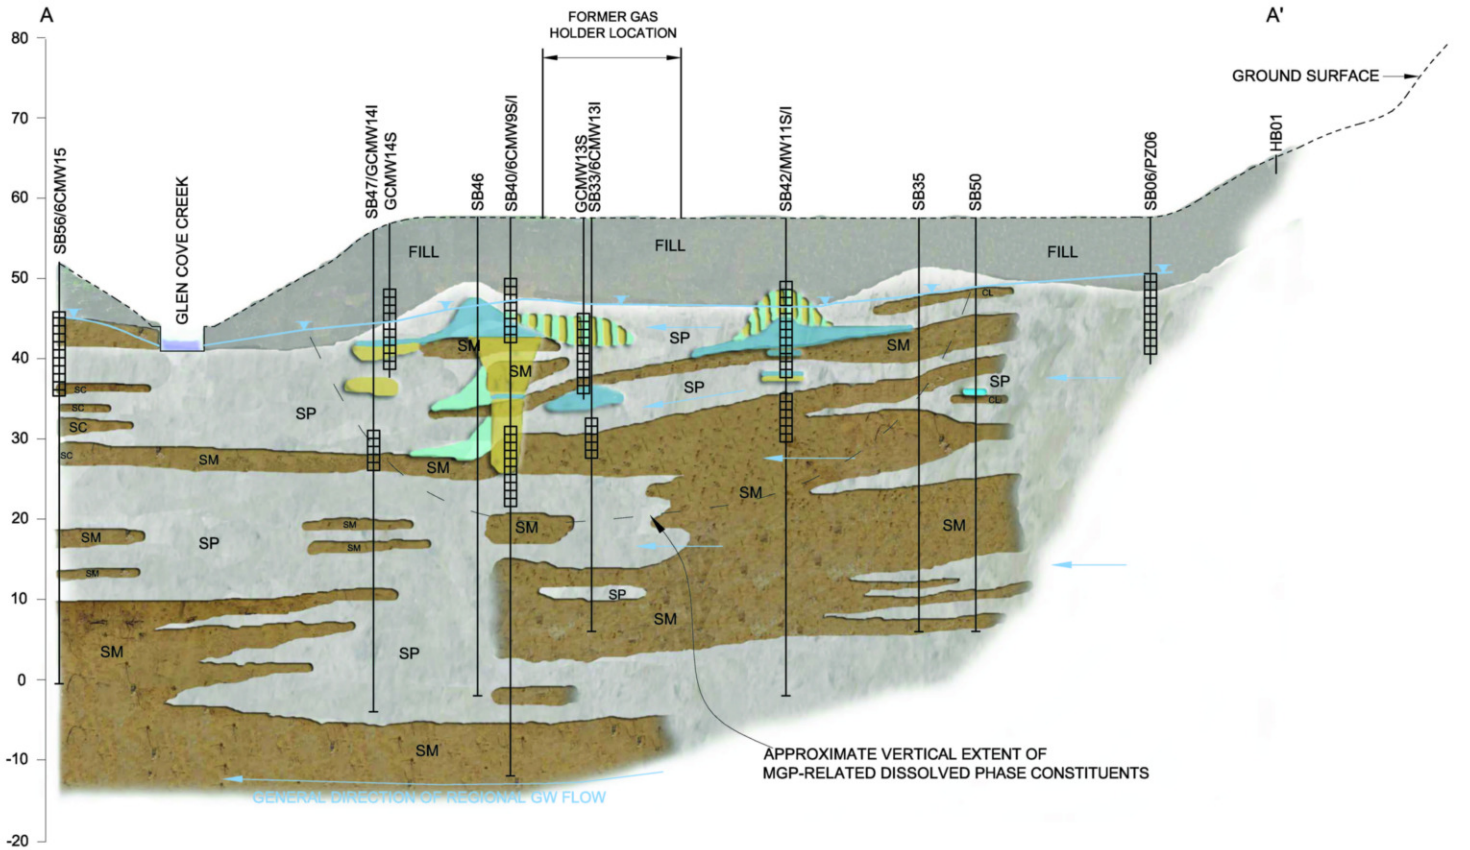 A
A'
FORMER GAS
HOLDER LOCATION
80
70
60
50
40
30
20
10
0
-10
-20
GROUND SURFACE
SB56/6CMW15
GLEN COVE CREEK
SB47/GCMW14I
GCMW14S
SB46
SB40/6CMW9S/I
GCMW13S
SB33/6CMW13I
SB42/MW11S/I
SB35
SB50
SB06/PZ06
HB01
FILL
FILL
FILL
CL
SM
SP
SM
SM
SC
SC
SC
SC
SP
SP
SP
CL
SM
SM
SM
SM
SM
SM
SM
SM
SP
SM
SM
SP
SM
SM
SP
SM
APPROXIMATE VERTICAL EXTENT OF
MGP-RELATED DISSOLVED PHASE CONSTITUENTS
GENERAL DIRECTION OF REGIONAL GW FLOW